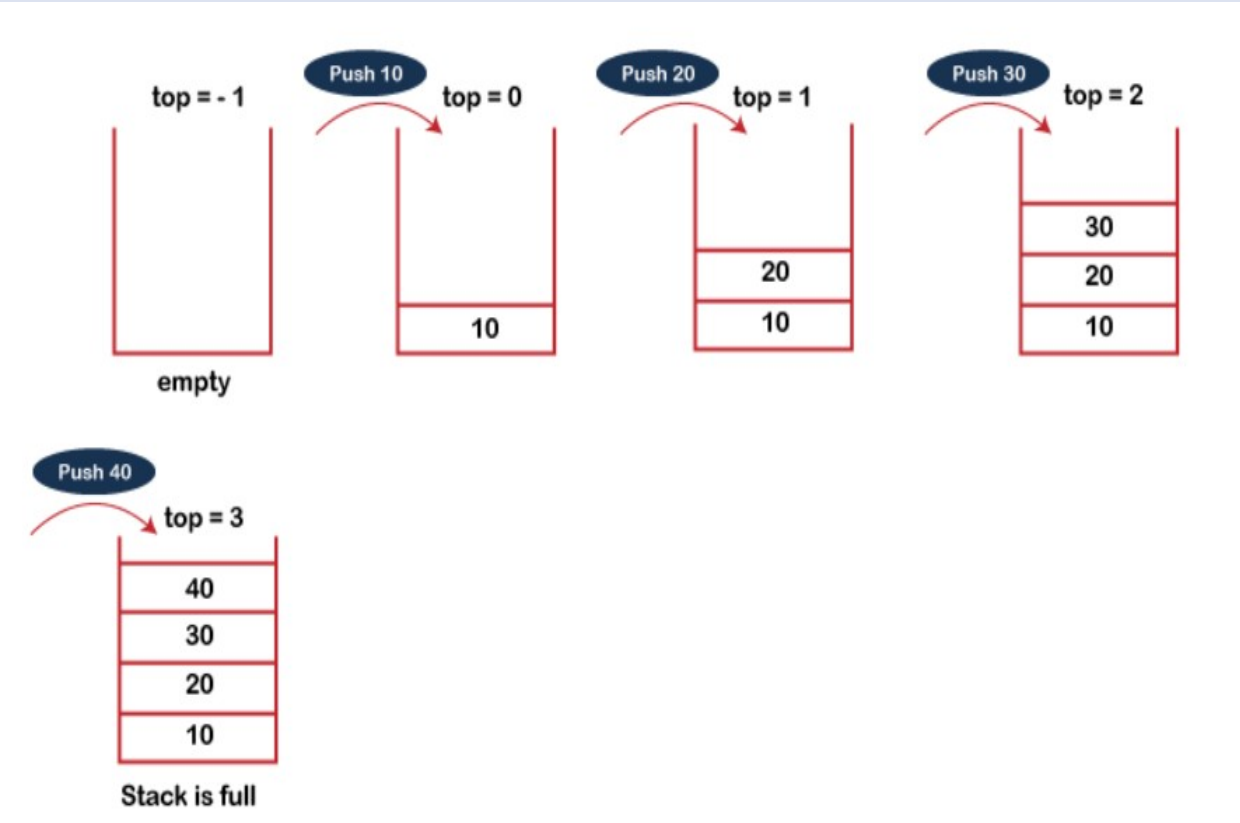 top = - 1
empty
Push 10
top = 0
10
Push 20
top = 1
20
10
Push 30
top = 2
30
20
10
Push 40
top = 3
40
30
20
10
Stack is full